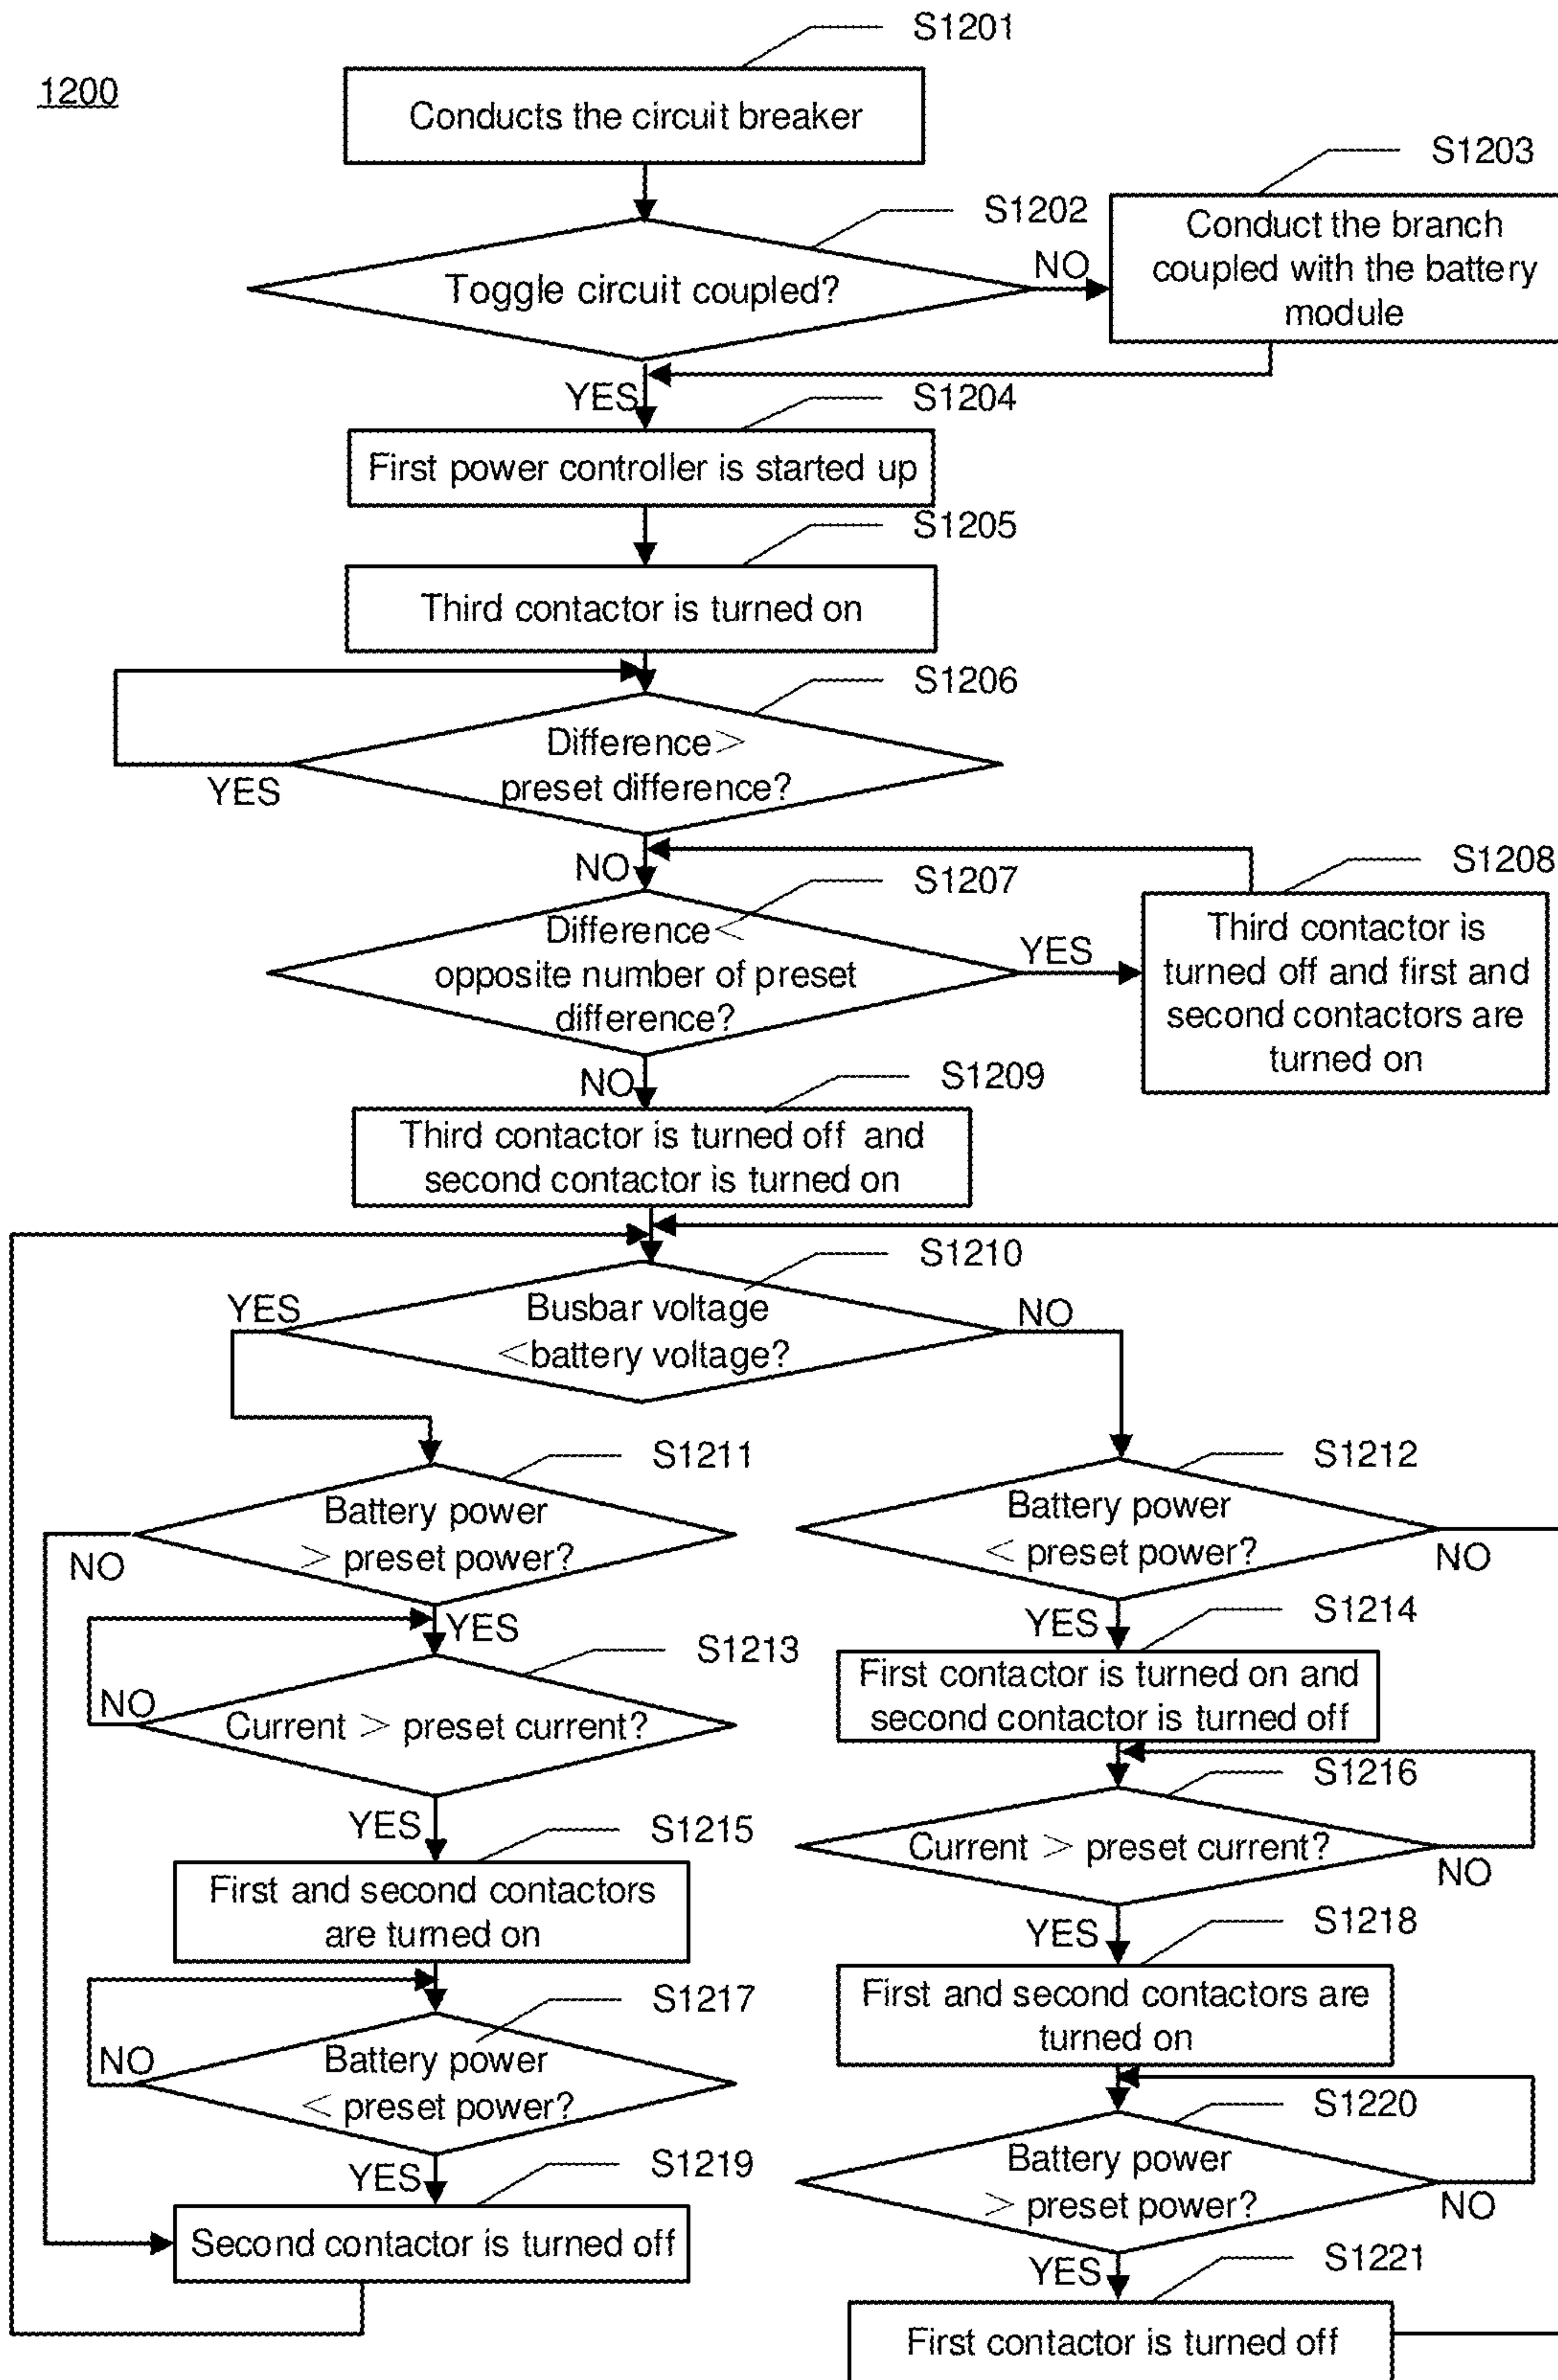 S1201
1200
Conducts the circuit breaker
S1203
S1202
Conduct the branch
coupled with the battery
module
NO
Toggle circuit coupled?
YES
S1204
First power controller is started up
S1205
Third contactor is turned on
S1206
Difference>
preset difference?
YES
NO
S1207
S1208
Difference<
opposite number of preset
difference?
YES
Third contactor is
turned off and first and
second contactors are
turned on
NO
S1209
Third contactor is turned off and
second contactor is turned on
S1210
YES
Busbar voltage
<battery voltage?
NO
S1211
S1212
Battery power
> preset power?
NO
Battery power
< preset power?
NO
YES
S1213
YES
S1214
First contactor is turned on and
second contactor is turned off
NO
Current > preset current?
S1216
YES
S1215
Current > preset current?
NO
First and second contactors
are turned on
YES
S1218
S1217
First and second contactors are
turned on
NO
Battery power
< preset power?
S1220
YES
S1219
Battery power
> preset power?
NO
Second contactor is turned off
YES
S1221
First contactor is turned off